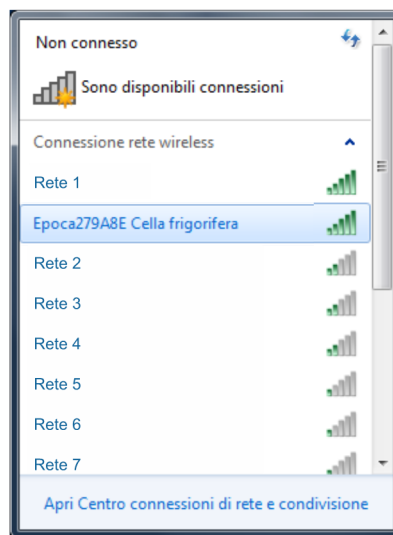 Non connesso
Sono disponibili connessioni
Connessione rete wireless
Rete 1
Epoca279A8E Cella frigorifera
Rete 2
Rete 3
Rete 4
Rete 5
Rete 6
Rete 7
Apri Centro connessioni di rete e condivisione